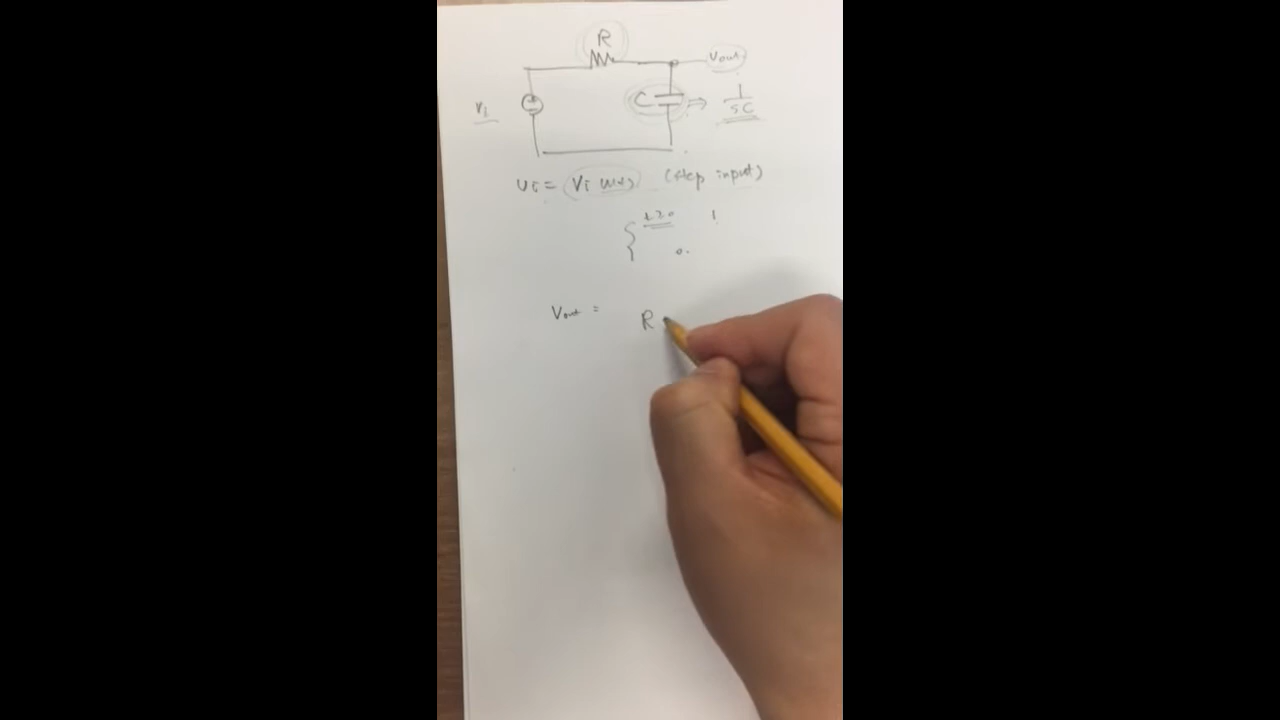 R
Vout
C ⇒ 1/SC
Vi
Vi = Vi u(t) (step input)
{ t≥0 1
0.
Vout = R